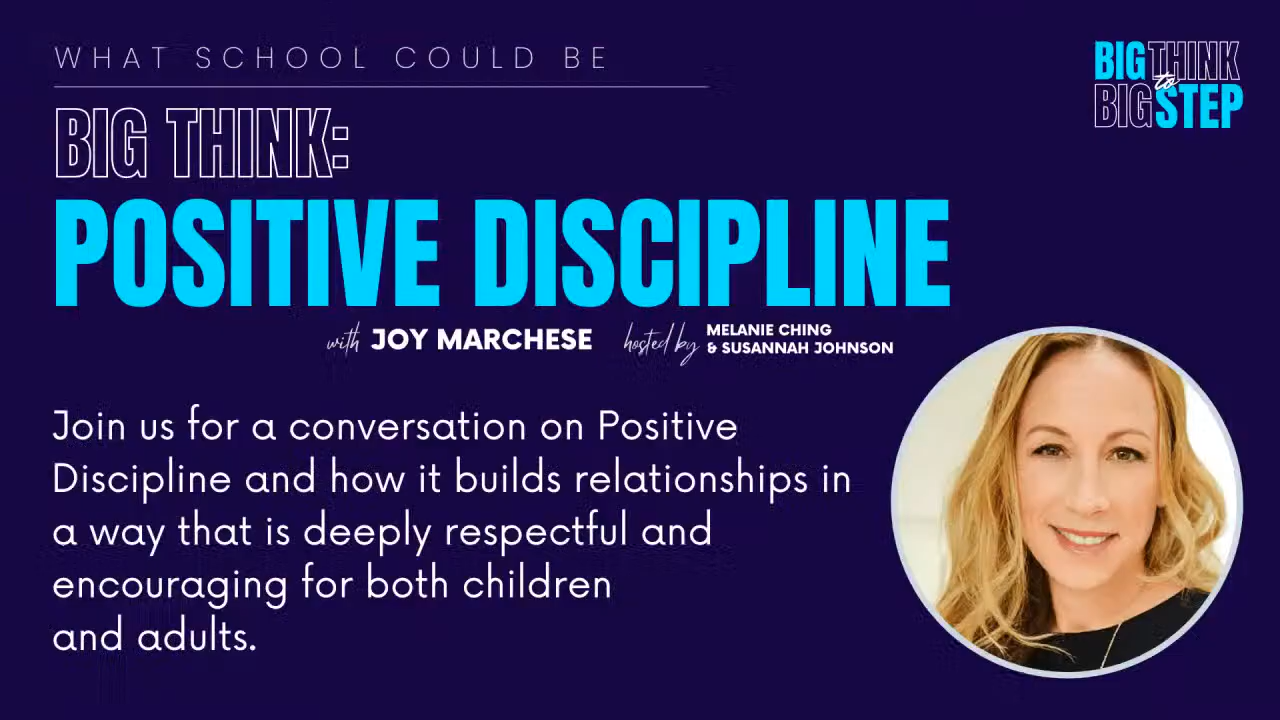 WHAT SCHOOL COULD BE
BIG THINK
to
BIG STEP
BIG THINK:
POSITIVE DISCIPLINE
with JOY MARCHESE
hosted by MELANIE CHING
& SUSANNAH JOHNSON
Join us for a conversation on Positive
Discipline and how it builds relationships in
a way that is deeply respectful and
encouraging for both children
and adults.